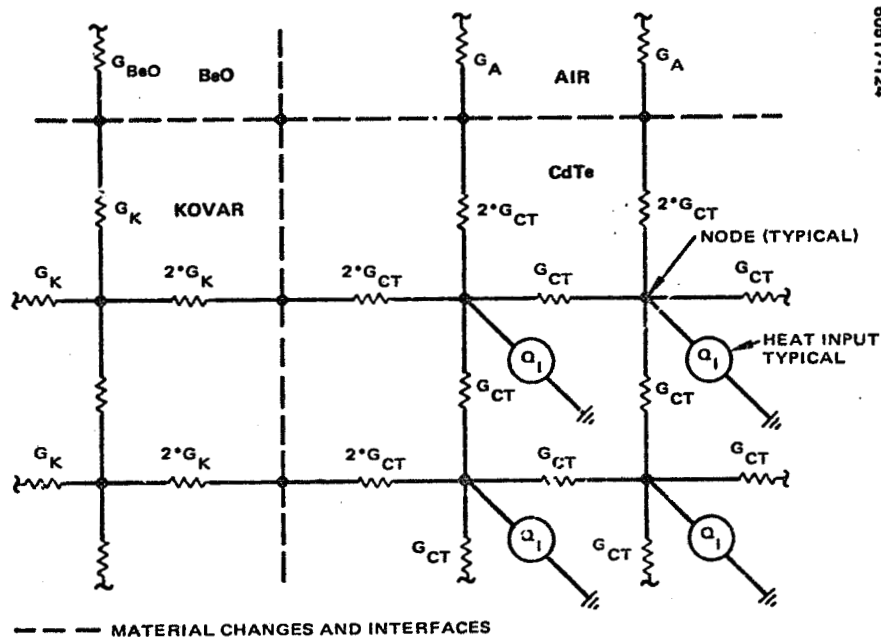 G_BeO BeO G_A AIR G_A
CdTe
G_K KOVAR 2*G_CT 2*G_CT
NODE (TYPICAL)
G_K 2*G_K 2*G_CT G_CT G_CT
Q_I HEAT INPUT
Q_I TYPICAL
G_CT G_CT
G_K 2*G_K 2*G_CT G_CT G_CT
Q_I Q_I
G_CT G_CT
MATERIAL CHANGES AND INTERFACES